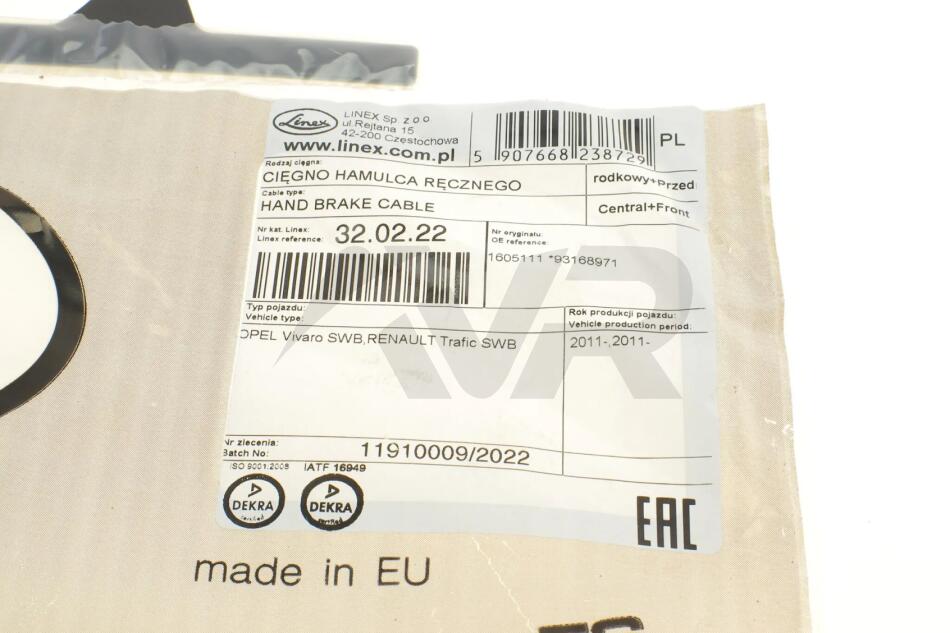 Linex
LINEX Sp. z o.o.
ul.Rejtana 15
42-200 Częstochowa
www.linex.com.pl
5 907668 238729
PL
Rodzaj cięgna:
CIĘGNO HAMULCA RĘCZNEGO
rodkowy+Przed
Cable type:
HAND BRAKE CABLE
Central+Front
Nr kat. Linex:
Linex reference:
32.02.22
Nr oryginału:
OE reference:
1605111 *93168971
Typ pojazdu:
Vehicle type:
OPEL Vivaro SWB,RENAULT Trafic SWB
Rok produkcji pojazdu:
Vehicle production period:
2011-,2011-
Nr zlecenia:
Batch No:
11910009/2022
ISO 9001:2008
IATF 16949
DEKRA
certified
DEKRA
certified
EAC
made in EU
VR